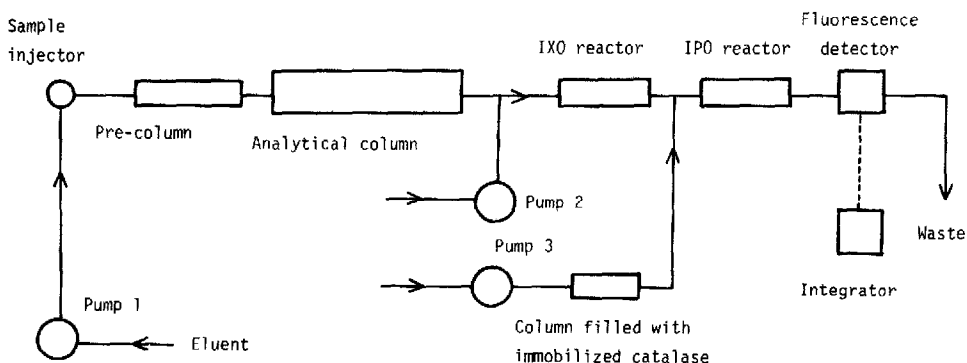 Sample
injector
Pre-column
Analytical column
IXO reactor
IPO reactor
Fluorescence
detector
Pump 2
Pump 3
Waste
Integrator
Pump 1
Eluent
Column filled with
immobilized catalase